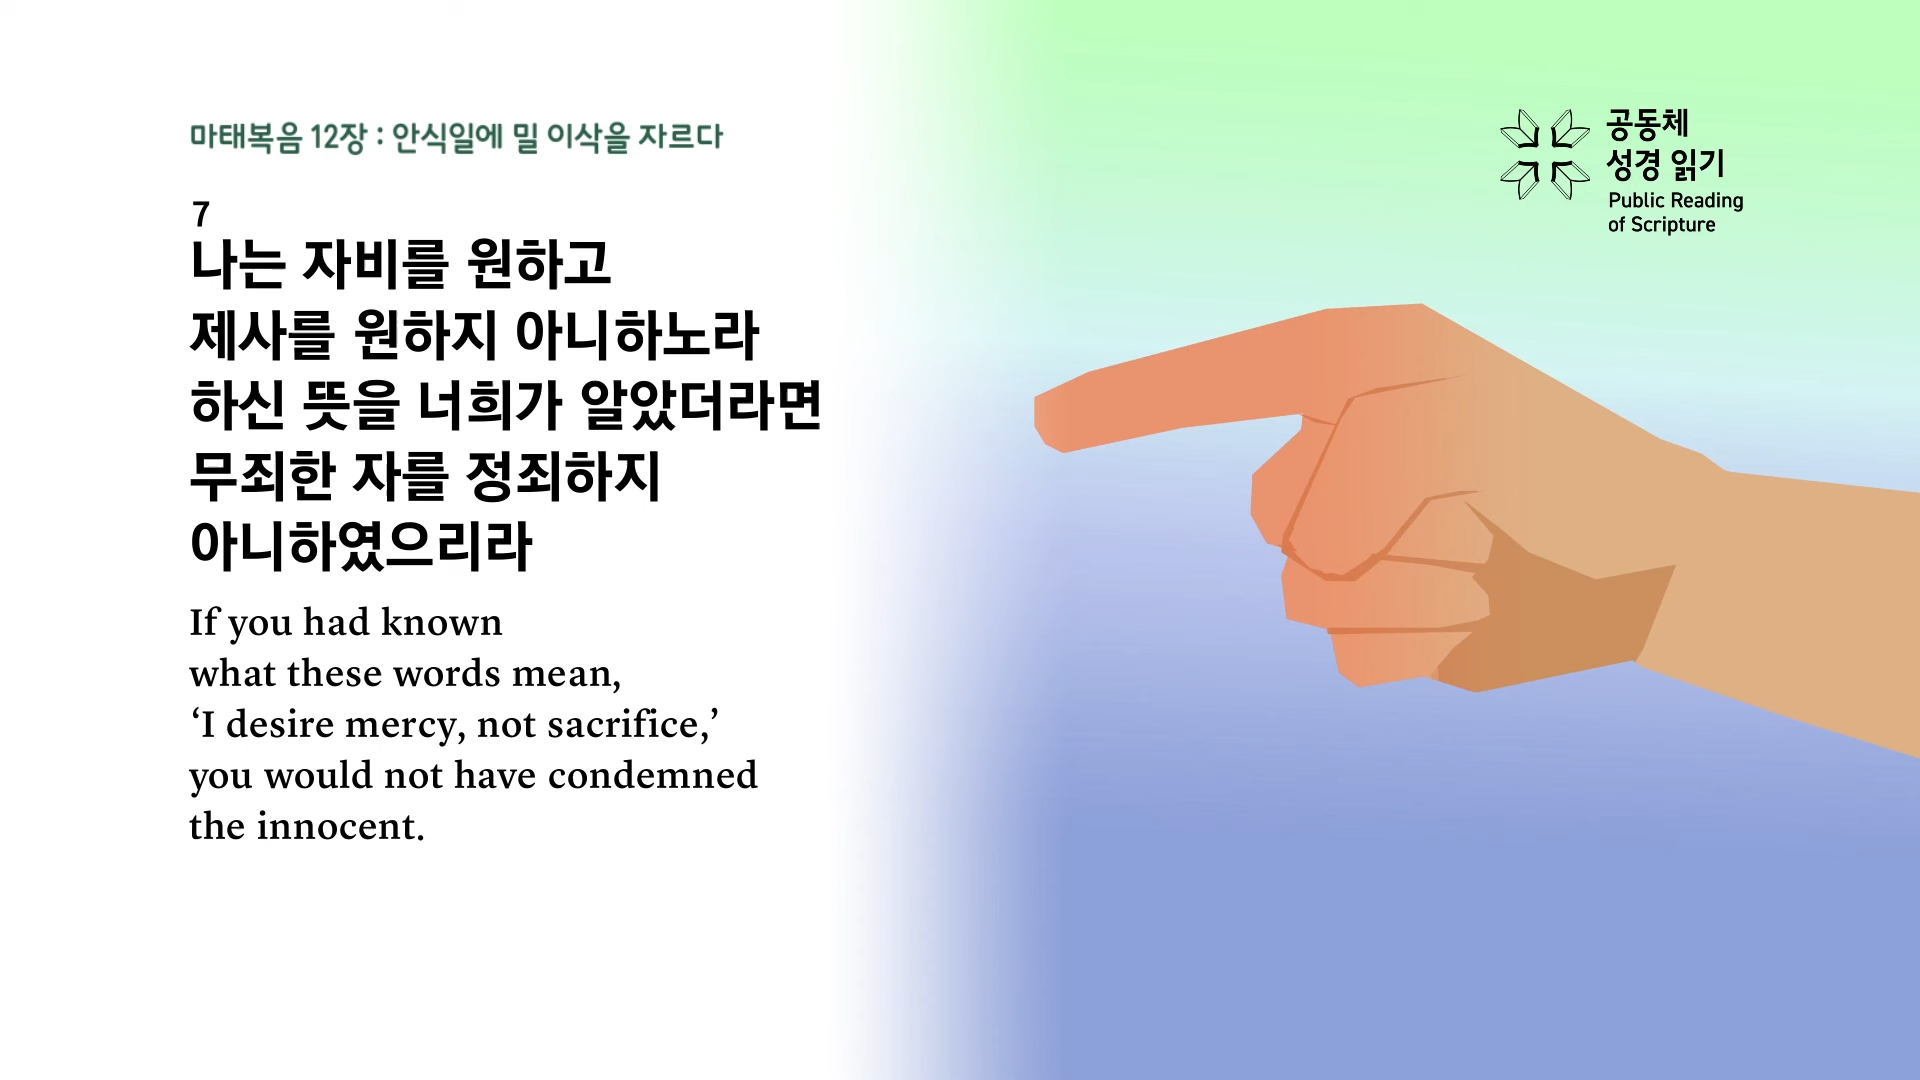 마태복음 12장 : 안식일에 밀 이삭을 자르다
7
나는 자비를 원하고
제사를 원하지 아니하노라
하신 뜻을 너희가 알았더라면
무죄한 자를 정죄하지
아니하였으리라
If you had known
what these words mean,
‘I desire mercy, not sacrifice,’
you would not have condemned
the innocent.
공동체
성경 읽기
Public Reading
of Scripture